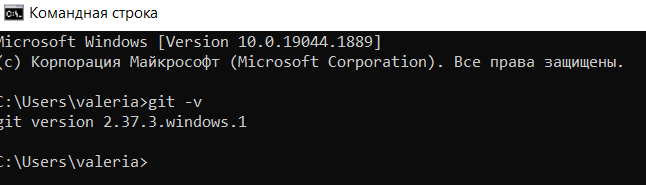 Командная строка
Microsoft Windows [Version 10.0.19044.1889]
(c) Корпорация Майкрософт (Microsoft Corporation). Все права защищены.
C:\Users\valeria>git -v
git version 2.37.3.windows.1
C:\Users\valeria>